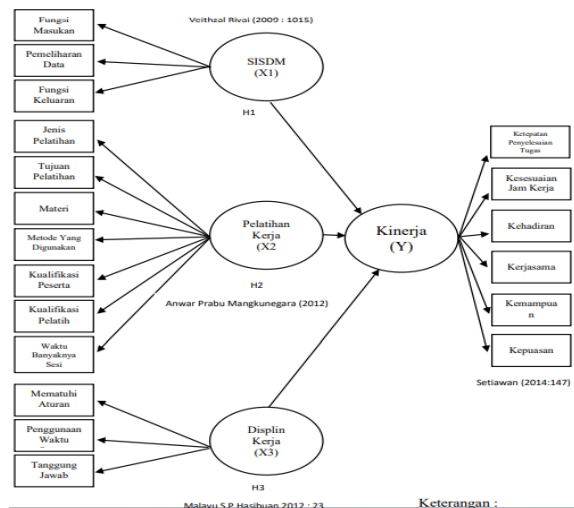 Veithzal Rivai (2009 : 1015)
Fungsi
Masukan
Pemeliharan
Data
Fungsi
Keluaran
SISDM
(X1)
H1
Jenis
Pelatihan
Tujuan
Pelatihan
Materi
Metode Yang
Digunakan
Kualifikasi
Peserta
Kualifikasi
Pelatih
Waktu
Banyaknya
Sesi
Pelatihan
Kerja
(X2
H2
Anwar Prabu Mangkunegara (2012)
Kinerja
(Y)
Ketepatan
Penyelesaian
Tugas
Kesesuaian
Jam Kerja
Kehadiran
Kerjasama
Kemampua
n
Kepuasan
Setiawan (2014:147)
Mematuhi
Aturan
Penggunaan
Waktu
Tanggung
Jawab
Displin
Kerja
(X3)
H3
Malayu S.P Hasibuan 2012 : 23
Keterangan :